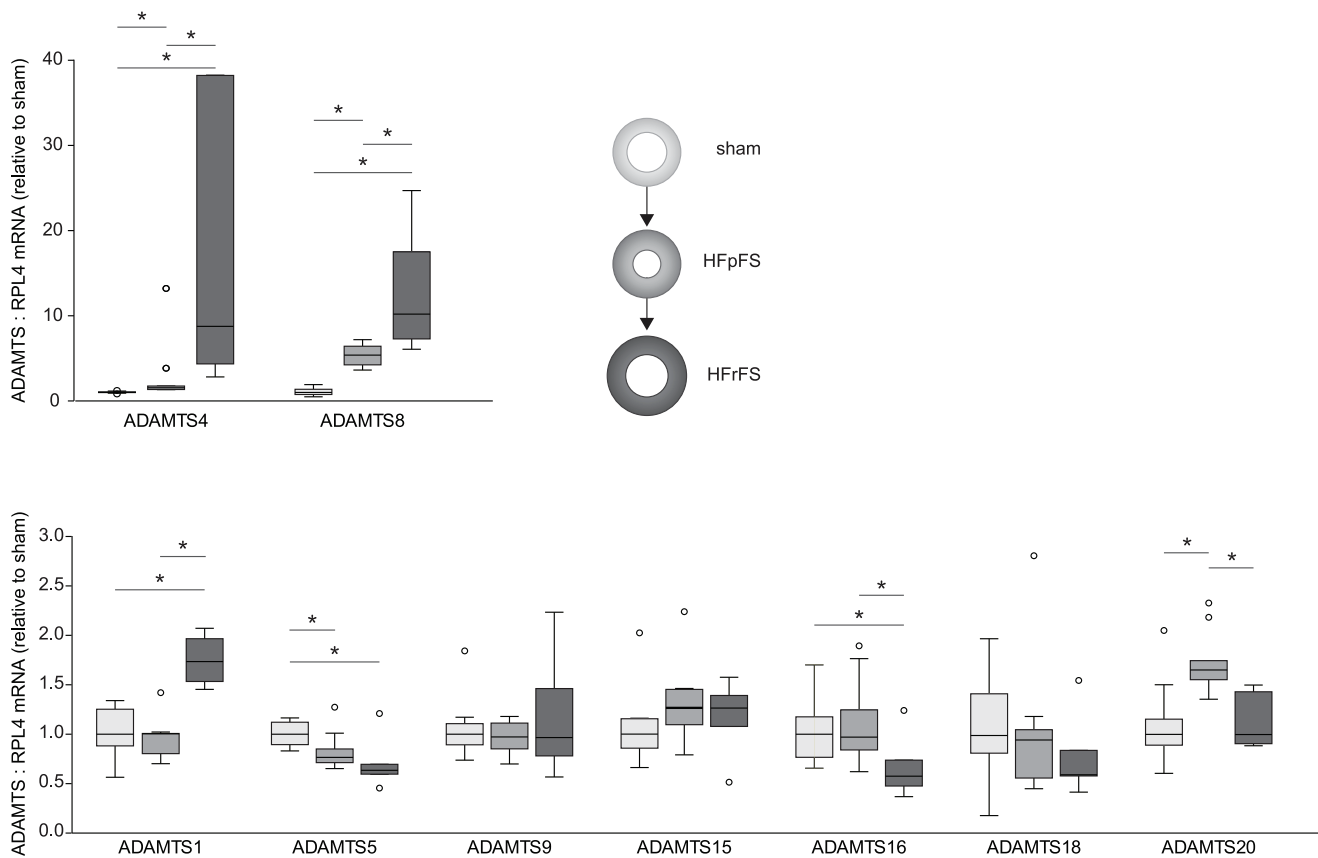 ADAMTS : RPL4 mRNA (relative to sham)
40
30
20
10
0
* * *
* * *
ADAMTS4 ADAMTS8
sham
HFpFS
HFrFS
ADAMTS : RPL4 mRNA (relative to sham)
3.0
2.5
2.0
1.5
1.0
0.5
0.0
* *
* *
* *
* *
ADAMTS1 ADAMTS5 ADAMTS9 ADAMTS15 ADAMTS16 ADAMTS18 ADAMTS20